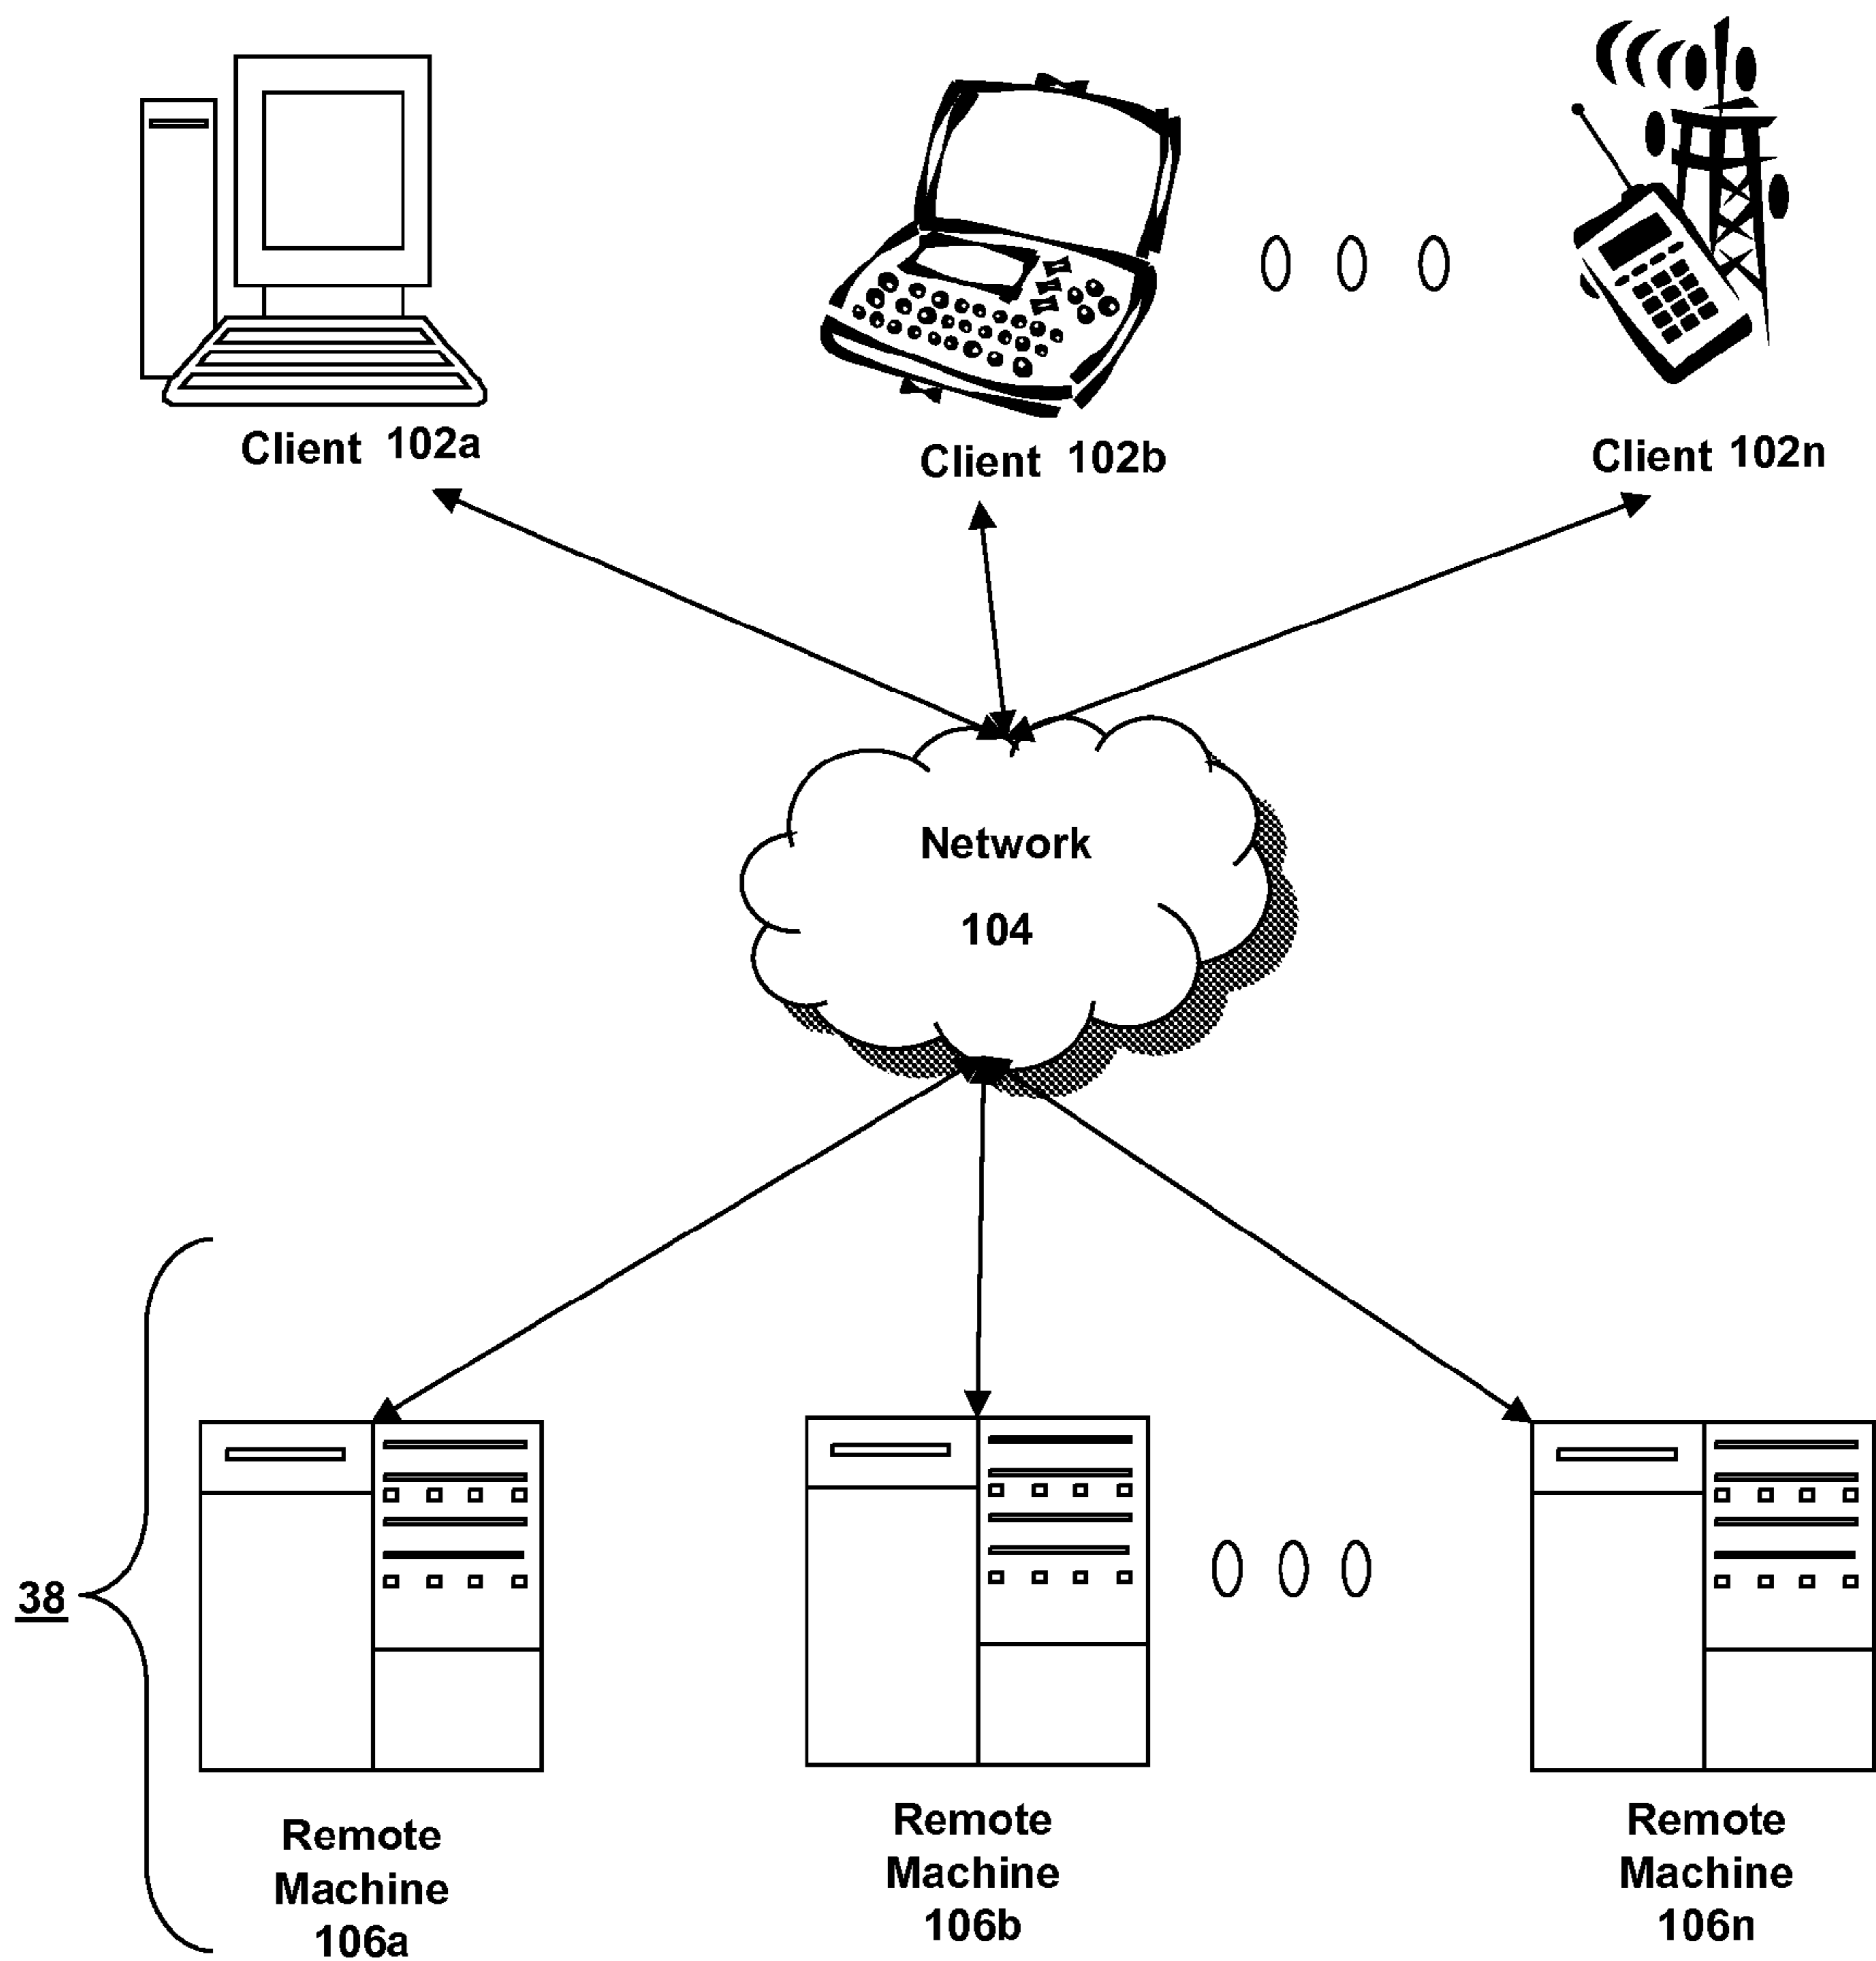 Client 102a
Client 102b
Client 102n
Network
104
38
Remote
Machine
106a
Remote
Machine
106b
Remote
Machine
106n